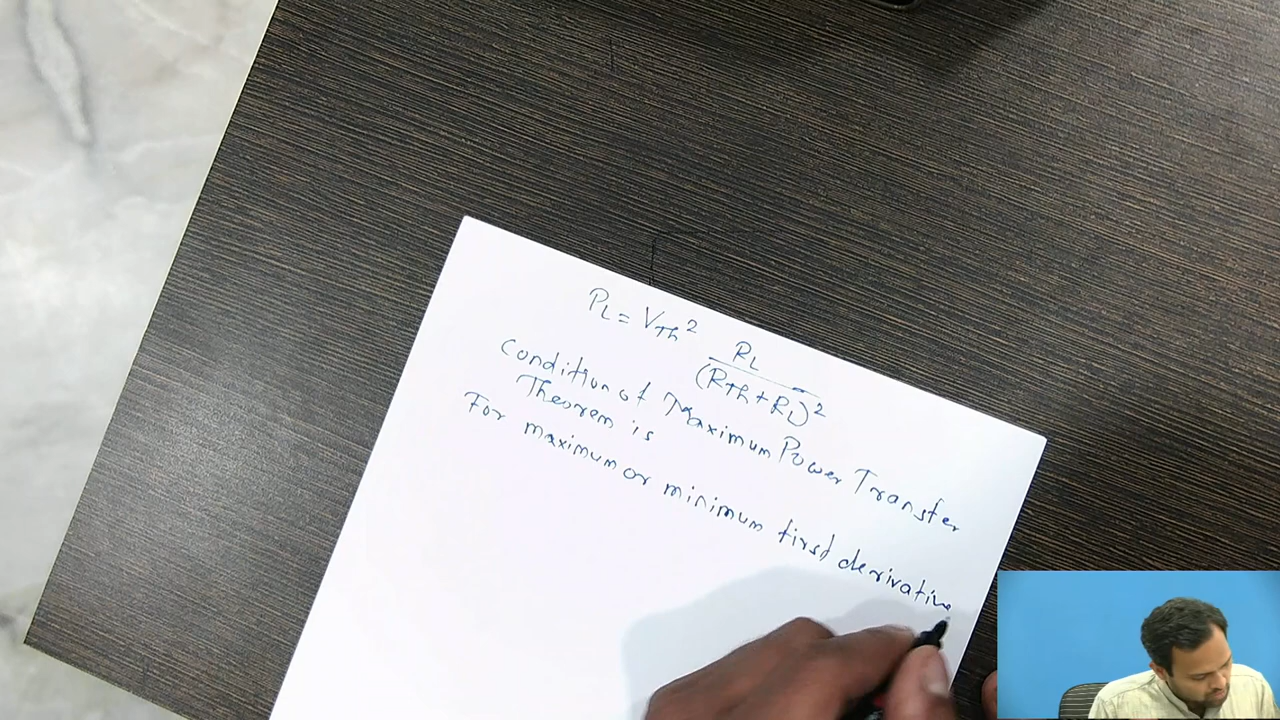 PL = VTh² RL / (RTh + RL)²
Condition of Maximum Power Transfer
Theorem is
For maximum or minimum first derivative